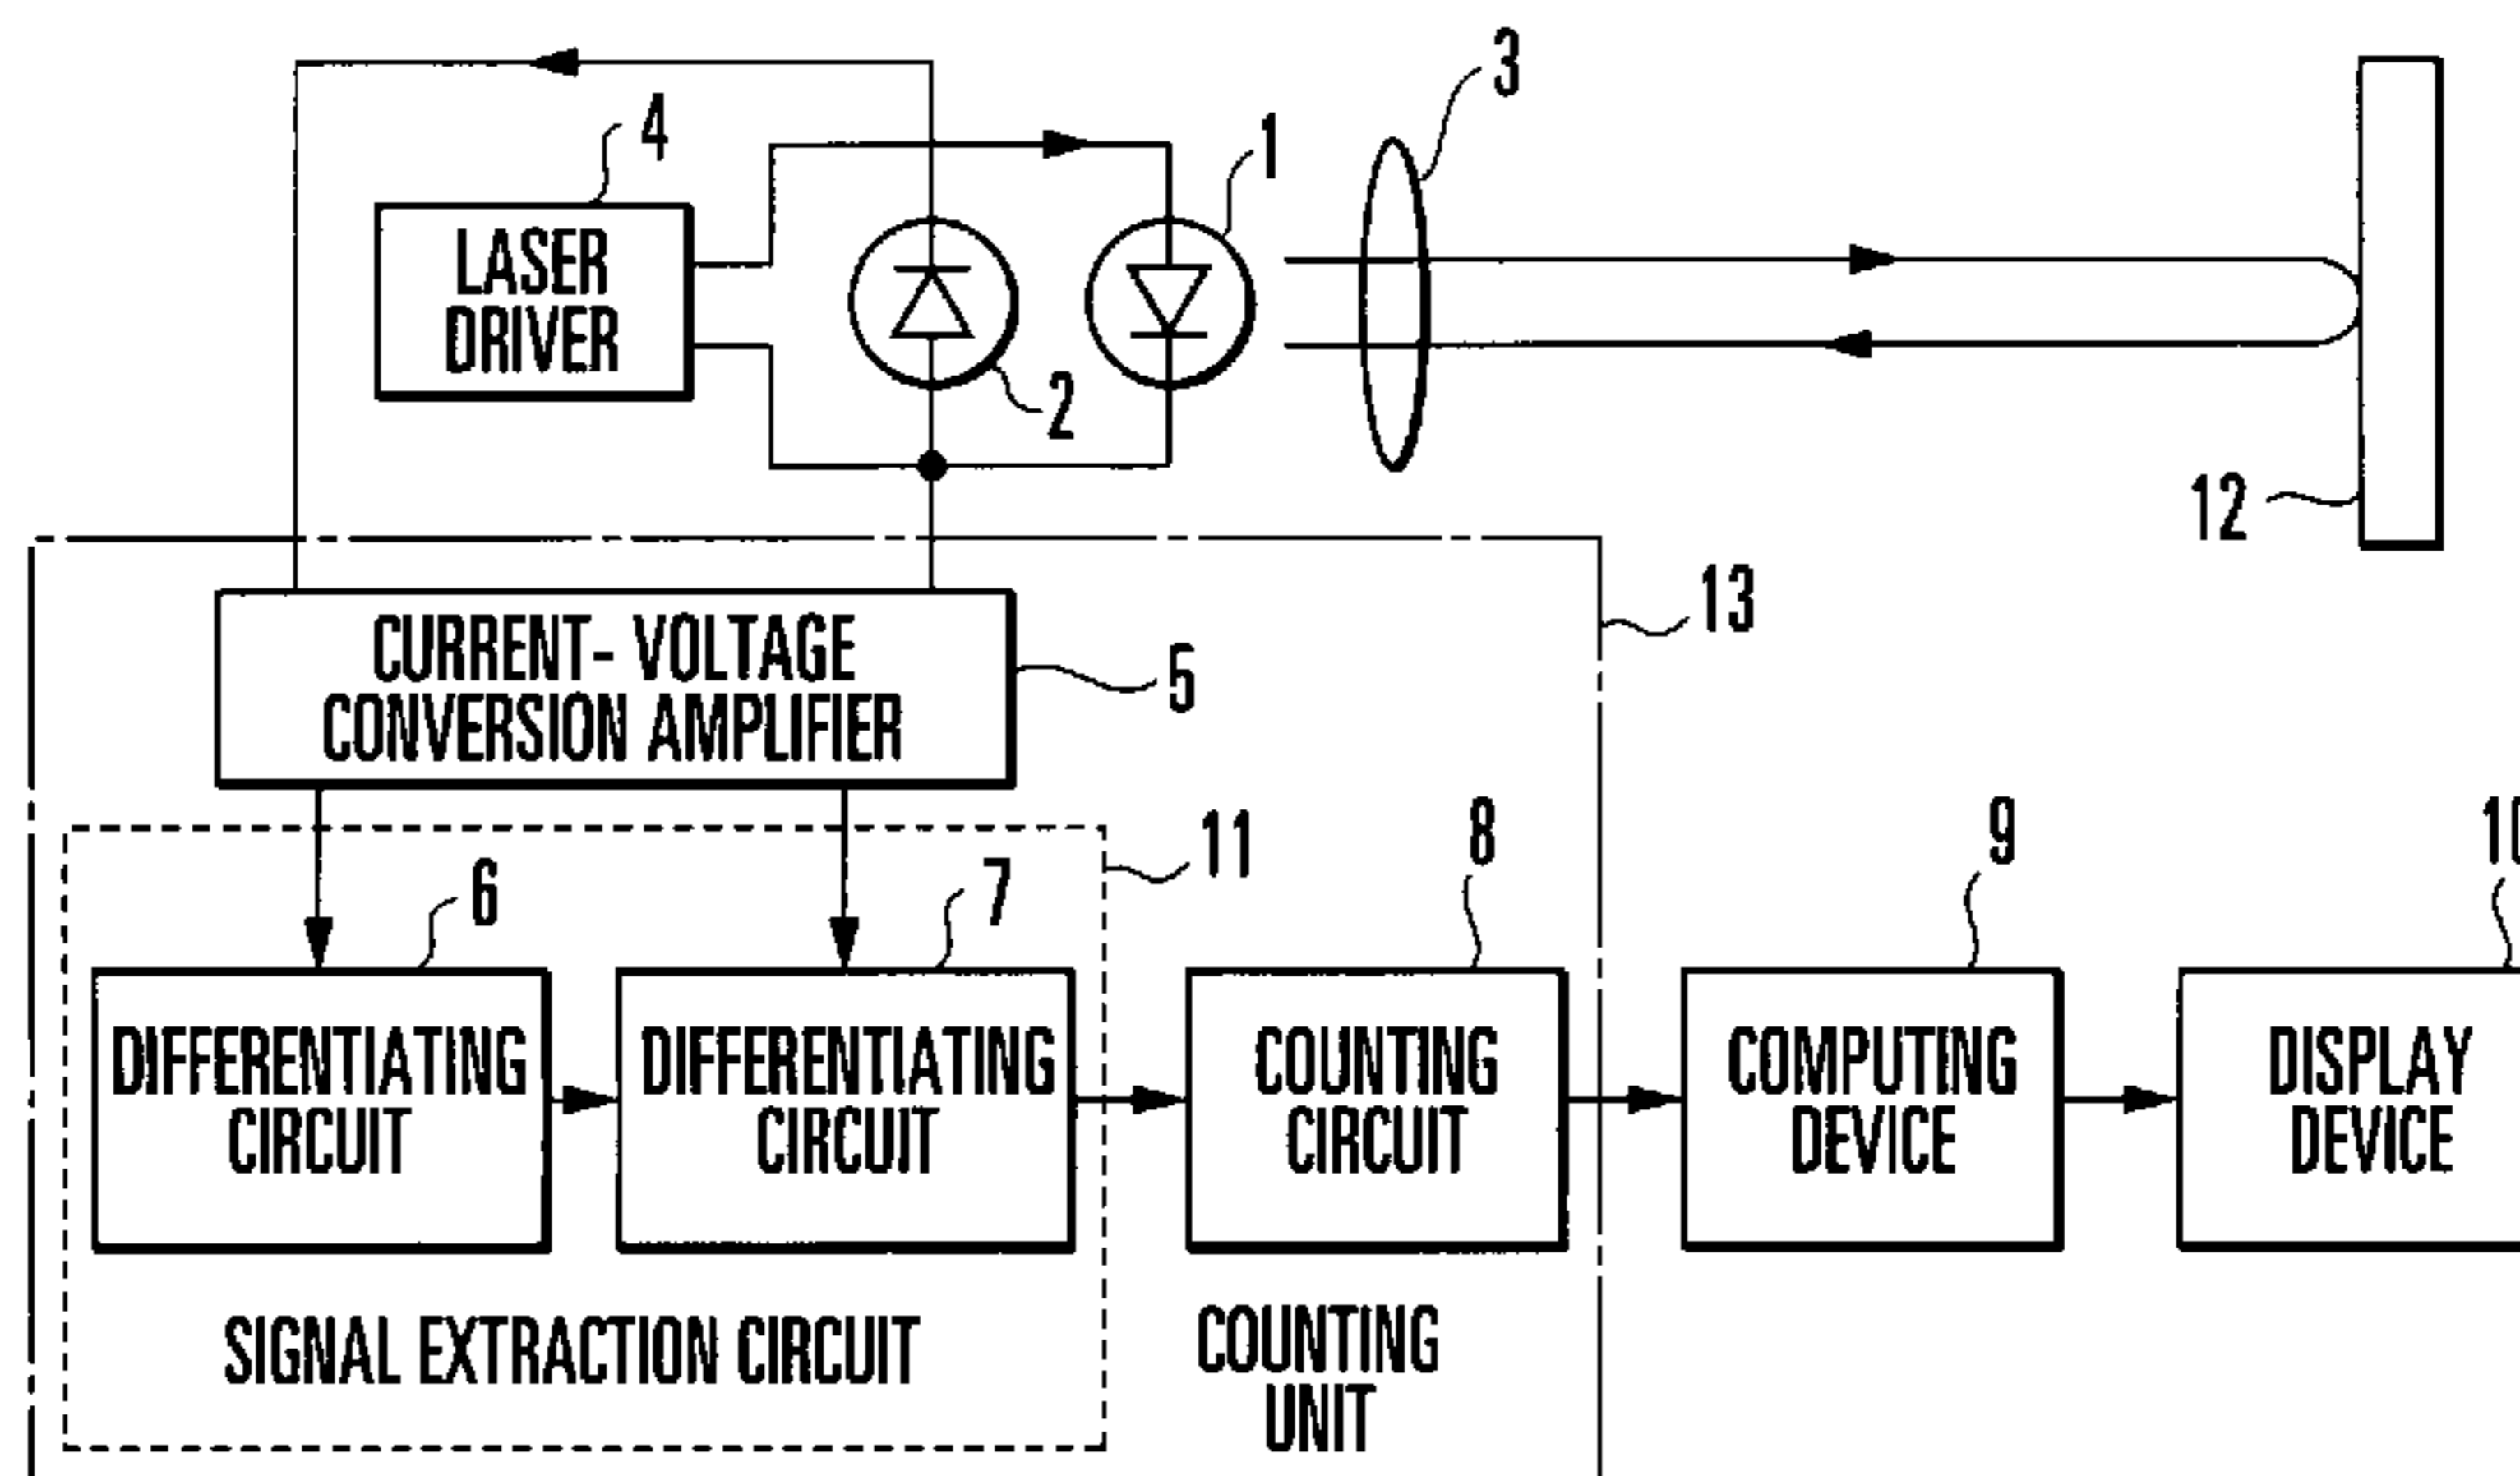 3
4
1
LASER
DRIVER
2
12
13
CURRENT- VOLTAGE
CONVERSION AMPLIFIER
5
11
8
9
10
6
7
DIFFERENTIATING
CIRCUIT
DIFFERENTIATING
CIRCUIT
COUNTING
CIRCUIT
COMPUTING
DEVICE
DISPLAY
DEVICE
SIGNAL EXTRACTION CIRCUIT
COUNTING
UNIT